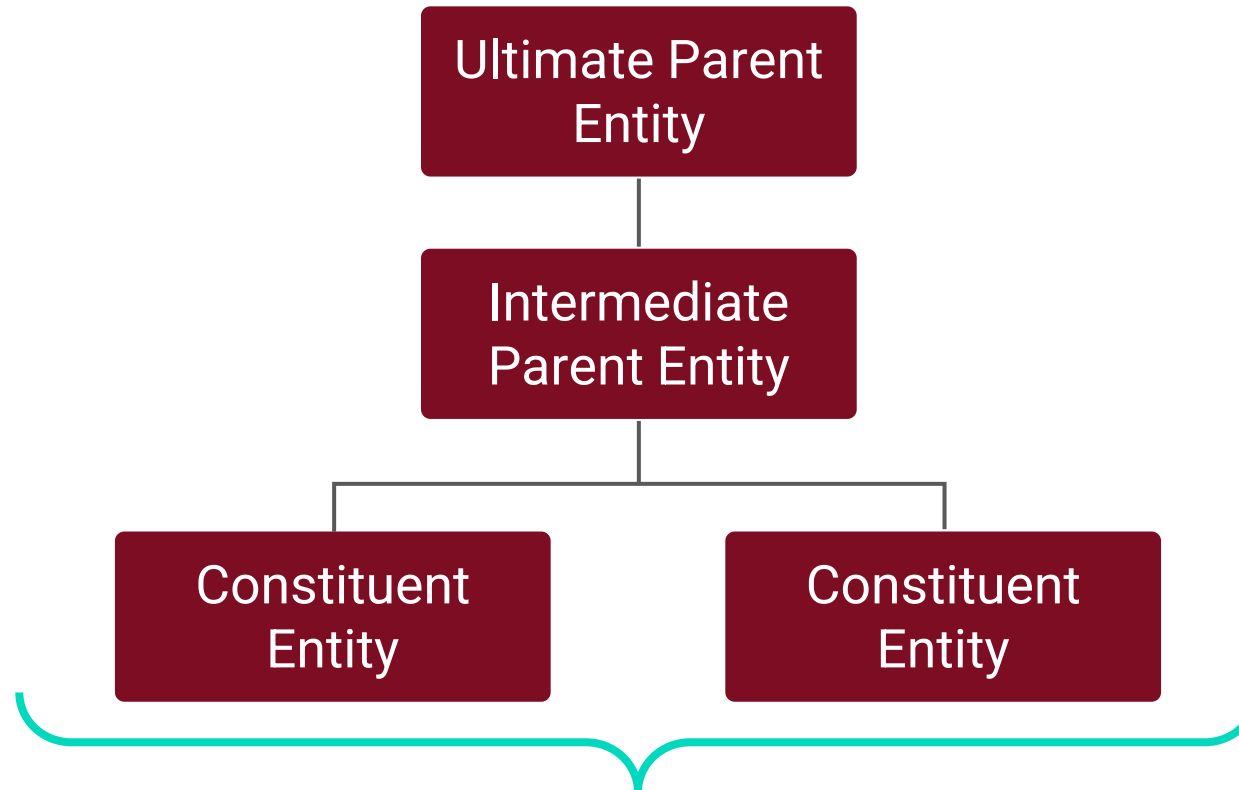 Ultimate Parent
Entity
Intermediate
Parent Entity
Constituent
Entity
Constituent
Entity